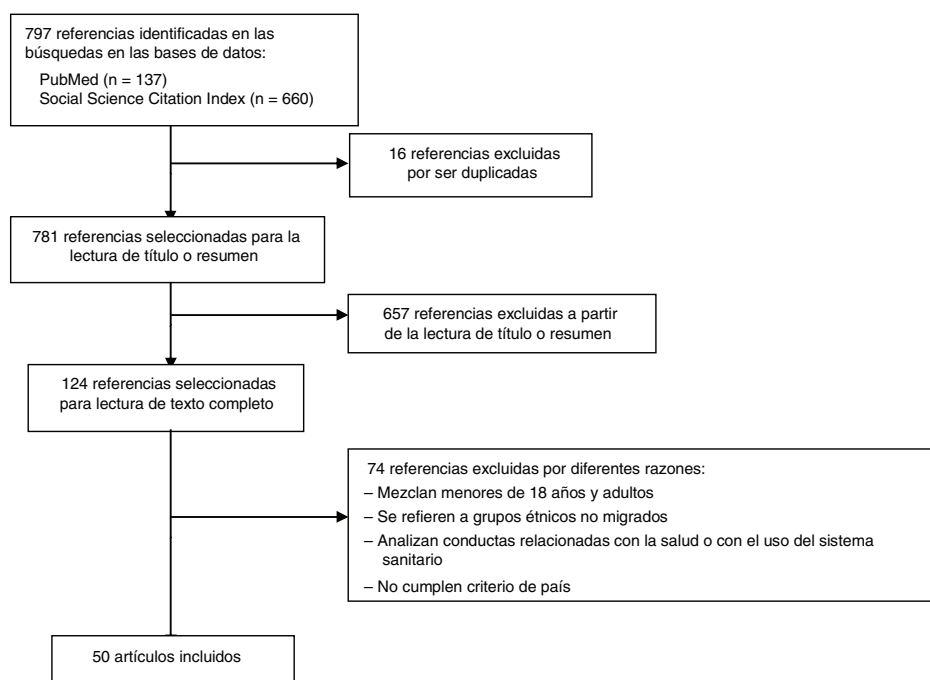 797 referencias identificadas en las
búsquedas en las bases de datos:
PubMed (n = 137)
Social Science Citation Index (n = 660)
16 referencias excluidas
por ser duplicadas
781 referencias seleccionadas para la
lectura de título o resumen
657 referencias excluidas a partir
de la lectura de título o resumen
124 referencias seleccionadas
para lectura de texto completo
74 referencias excluidas por diferentes razones:
– Mezclan menores de 18 años y adultos
– Se refieren a grupos étnicos no migrados
– Analizan conductas relacionadas con la salud o con el uso del sistema
sanitario
– No cumplen criterio de país
50 artículos incluidos